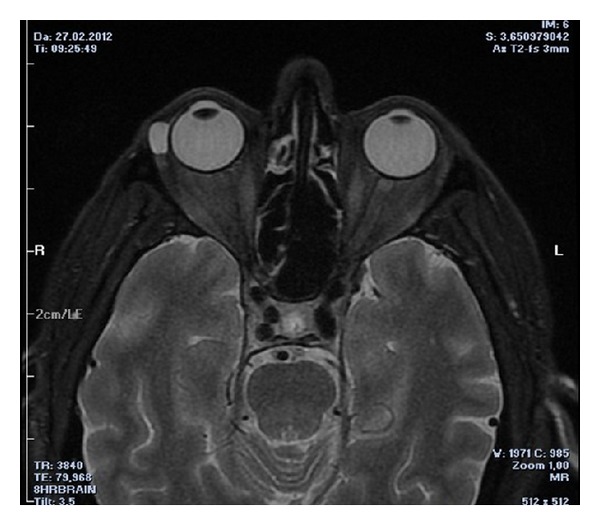 Da: 27.02.2012
Ti: 09:25:49
IM: 6
S: 3,650979042
Ax T2-fs 3mm
R
L
2cm/LE
TR: 3840
TE: 79,968
8HRBRAIN
Tilt: 3.5
W: 1971 C: 985
Zoom 1,00
MR
512 x 512